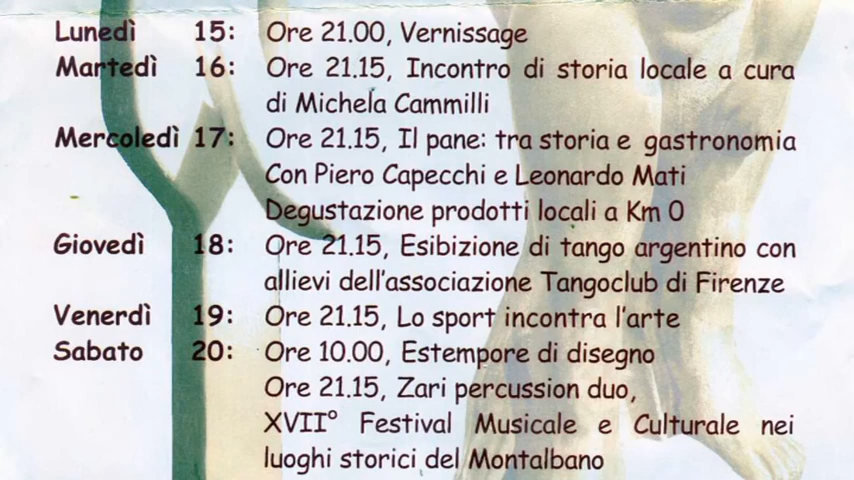 Lunedì 15: Ore 21.00, Vernissage
Martedì 16: Ore 21.15, Incontro di storia locale a cura
di Michela Cammilli
Mercoledì 17: Ore 21.15, Il pane: tra storia e gastronomia
Con Piero Capecchi e Leonardo Mati
Degustazione prodotti locali a Km 0
Giovedì 18: Ore 21.15, Esibizione di tango argentino con
allievi dell'associazione Tangoclub di Firenze
Venerdì 19: Ore 21.15, Lo sport incontra l'arte
Sabato 20: Ore 10.00, Estempore di disegno
Ore 21.15, Zari percussion duo,
XVII° Festival Musicale e Culturale nei
luoghi storici del Montalbano